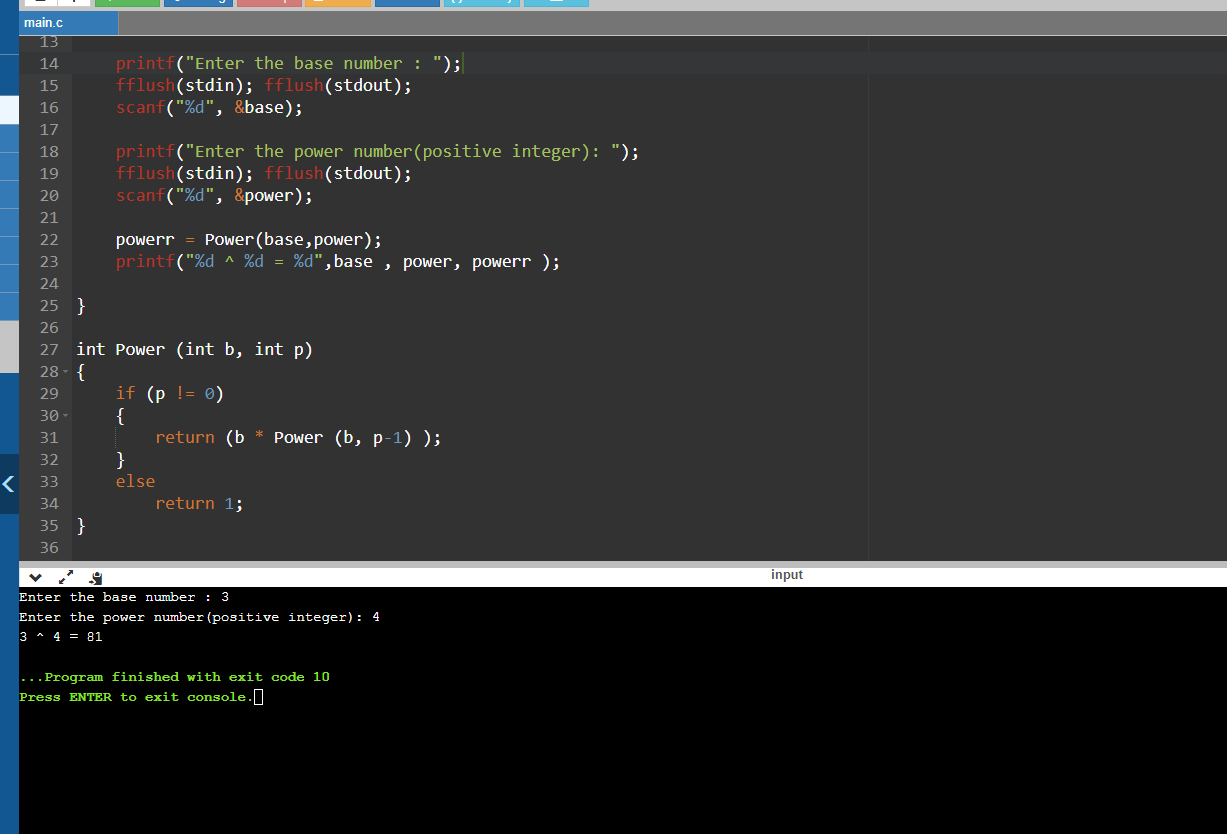 main.c
13
14 printf("Enter the base number : ");
15 fflush(stdin); fflush(stdout);
16 scanf("%d", &base);
17
18 printf("Enter the power number(positive integer): ");
19 fflush(stdin); fflush(stdout);
20 scanf("%d", &power);
21
22 powerr = Power(base,power);
23 printf("%d ^ %d = %d",base , power, powerr );
24
25 }
26
27 int Power (int b, int p)
28 {
29 if (p != 0)
30 {
31 return (b * Power (b, p-1) );
32 }
33 else
34 return 1;
35 }
36
input
Enter the base number : 3
Enter the power number(positive integer): 4
3 ^ 4 = 81
...Program finished with exit code 10
Press ENTER to exit console.